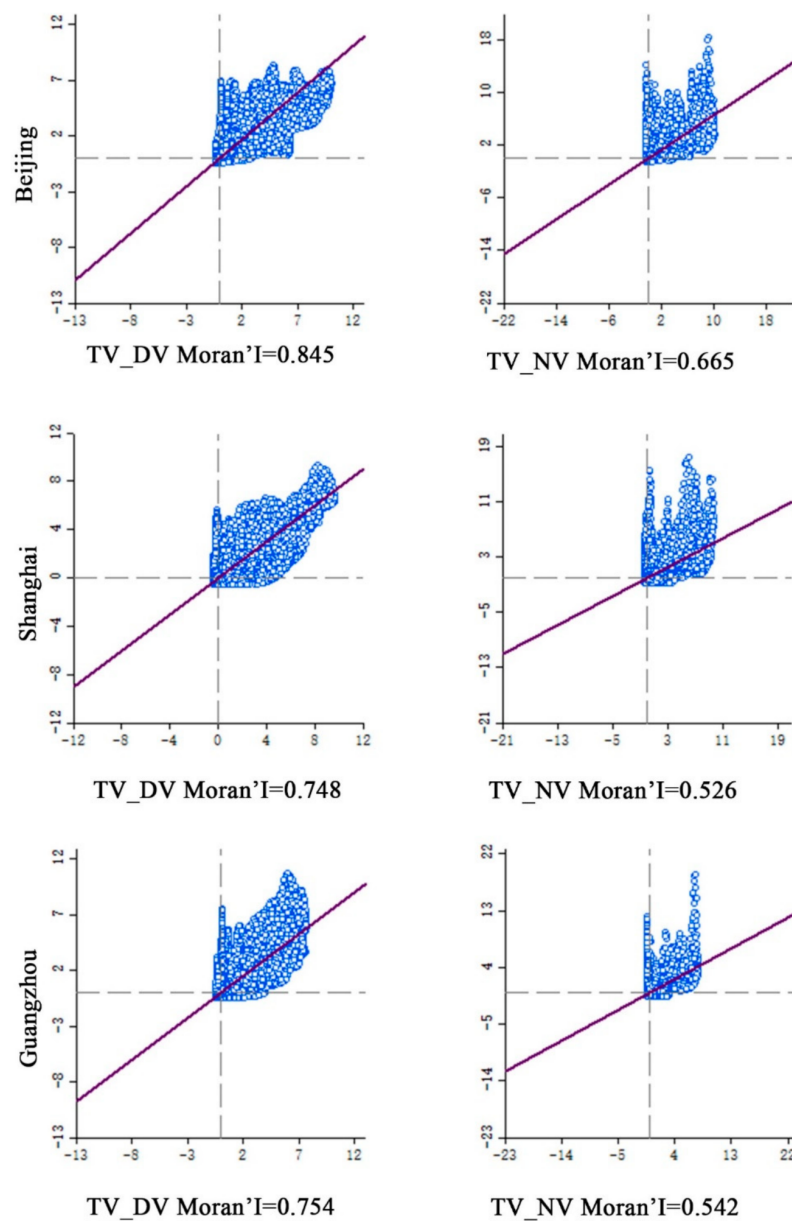 Beijing
12
7
2
-3
-8
-13
-13 -8 -3 2 7 12
TV_DV Moran'I=0.845
18
10
2
-6
-14
-22
-22 -14 -6 2 10 18
TV_NV Moran'I=0.665
Shanghai
12
8
4
0
-4
-8
-12
-12 -8 -4 0 4 8 12
TV_DV Moran'I=0.748
19
11
3
-5
-13
-21
-21 -13 -5 3 11 19
TV_NV Moran'I=0.526
Guangzhou
12
7
2
-3
-8
-13
-13 -8 -3 2 7 12
TV_DV Moran'I=0.754
22
13
4
-5
-14
-23
-23 -14 -5 4 13 22
TV_NV Moran'I=0.542